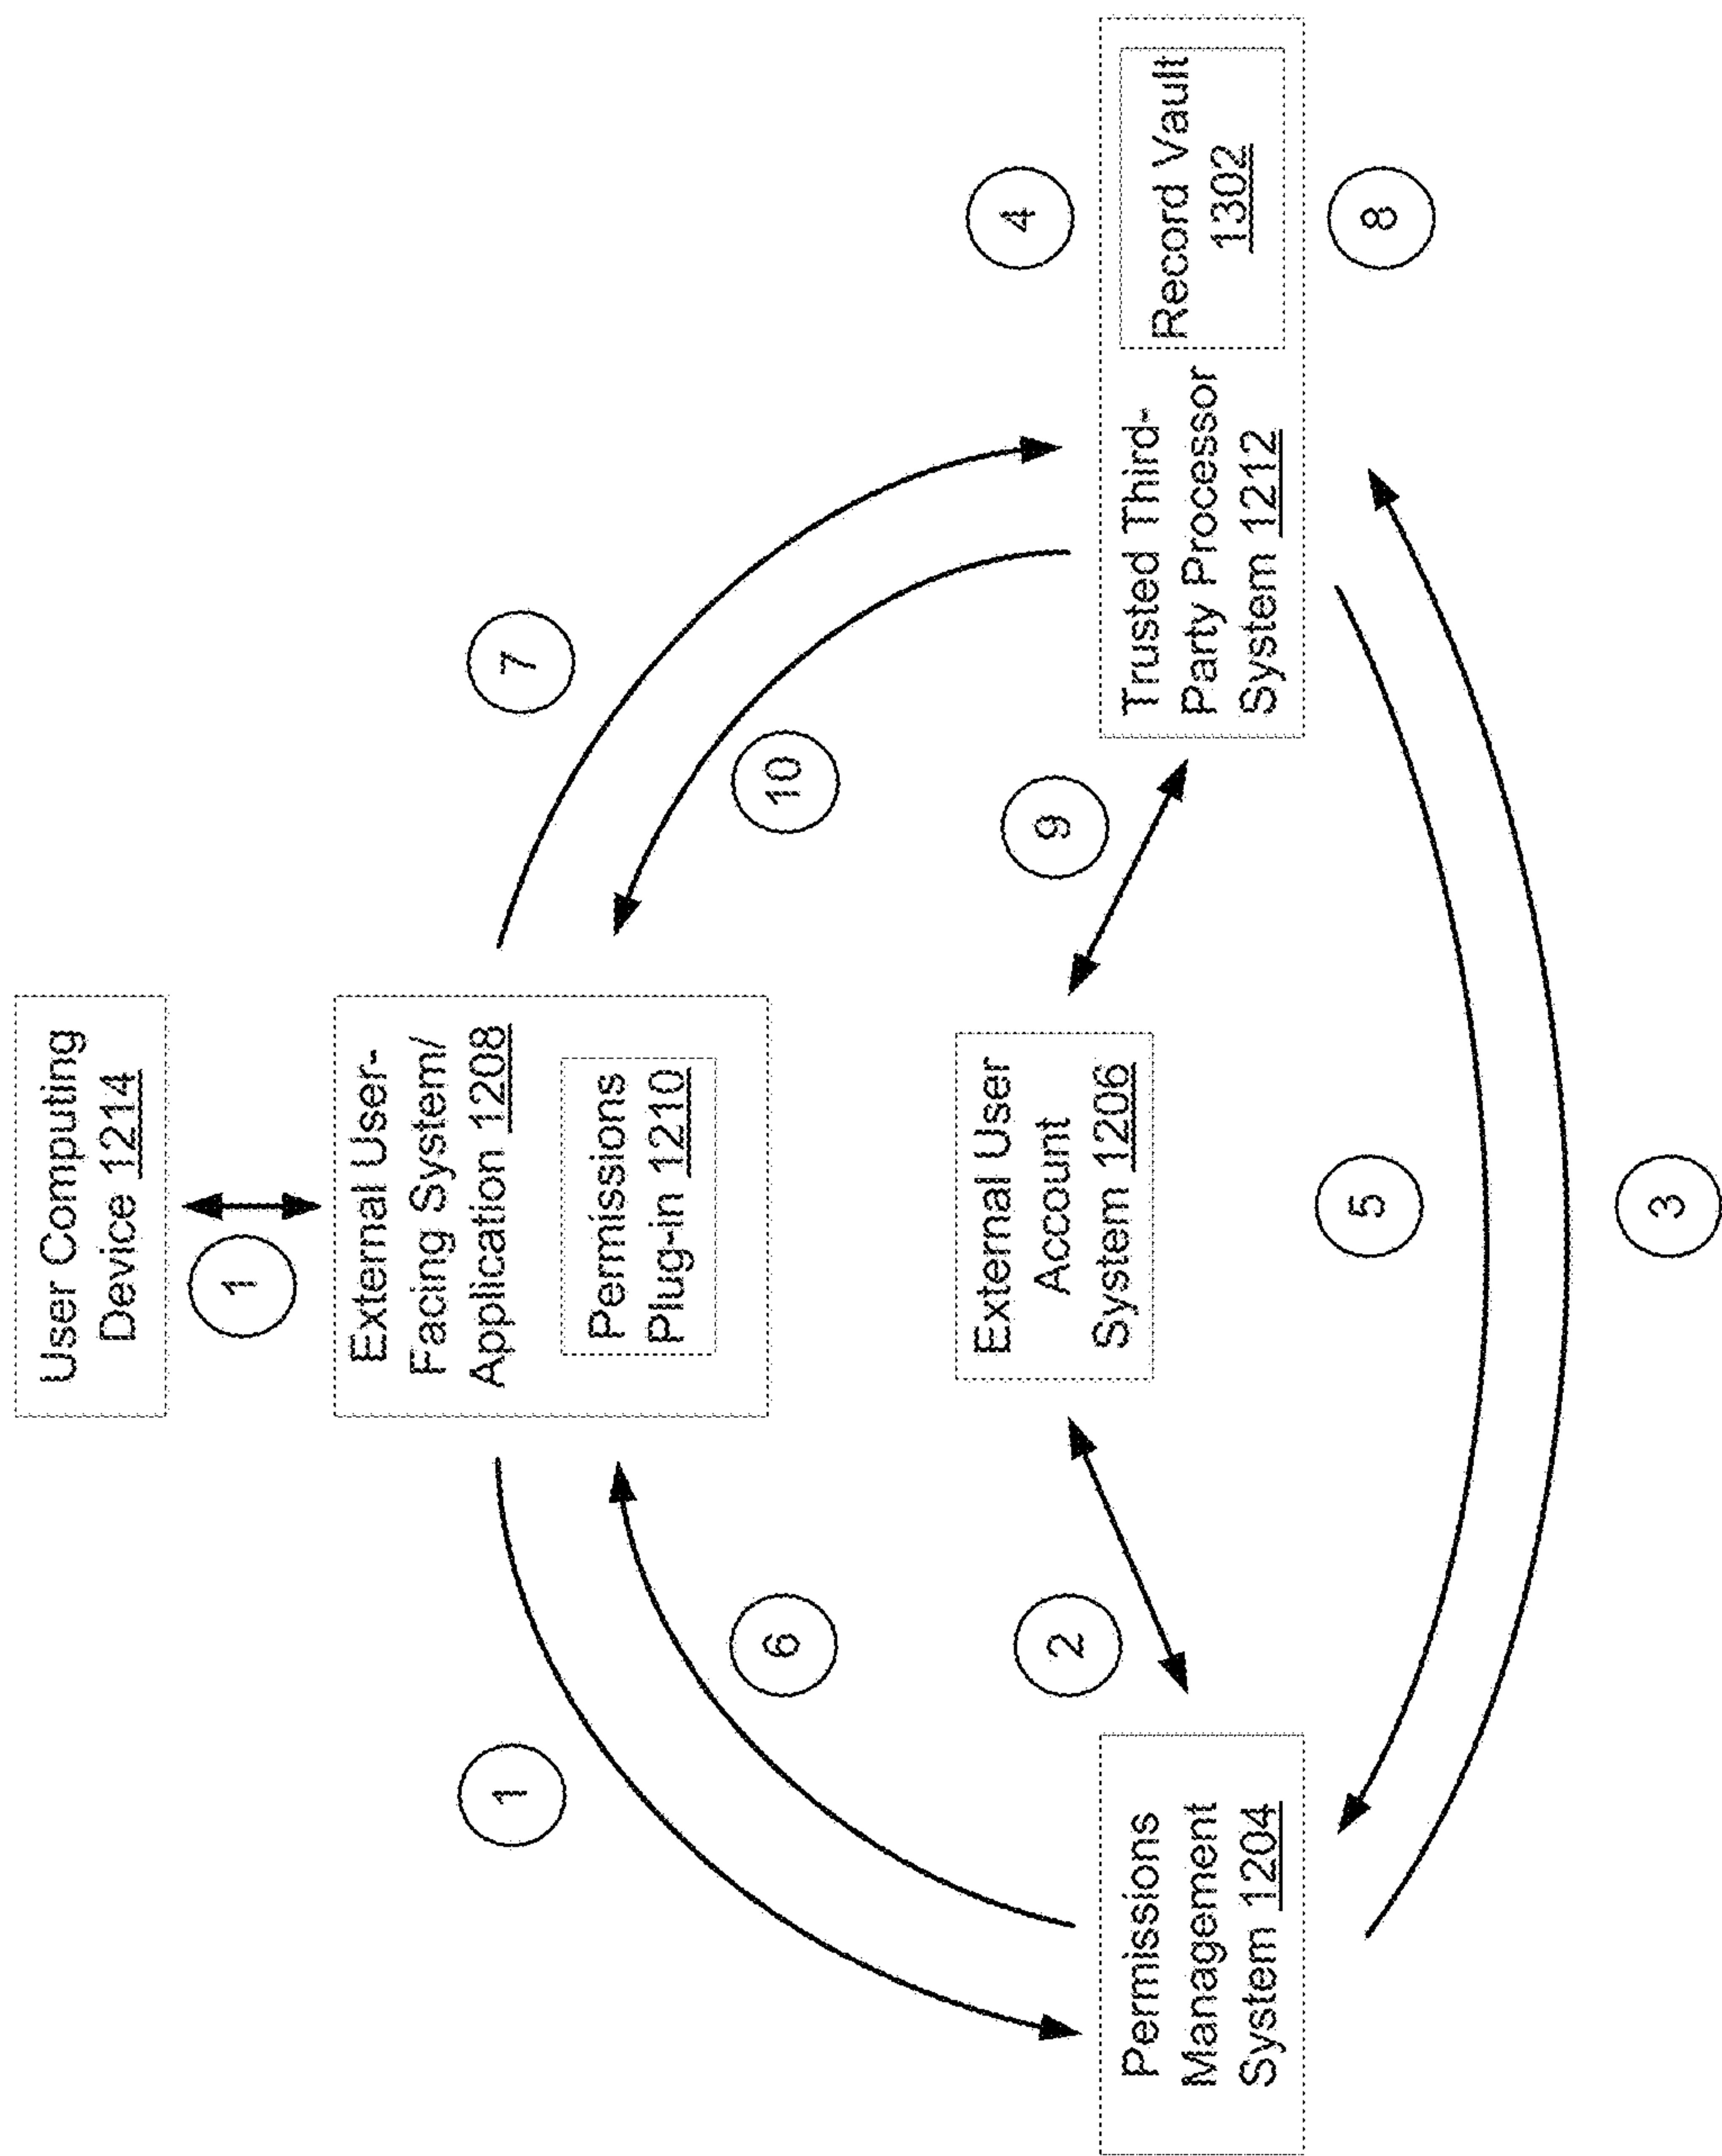 User Computing
Device 1214
1
External User-
Facing System/
Application 1208
Permissions
Plug-in 1210
1
7
6
10
External User
Account
System 1206
2
9
4
Permissions
Management
System 1204
Trusted Third-
Party Processor
System 1212
Record Vault
1302
5
8
3